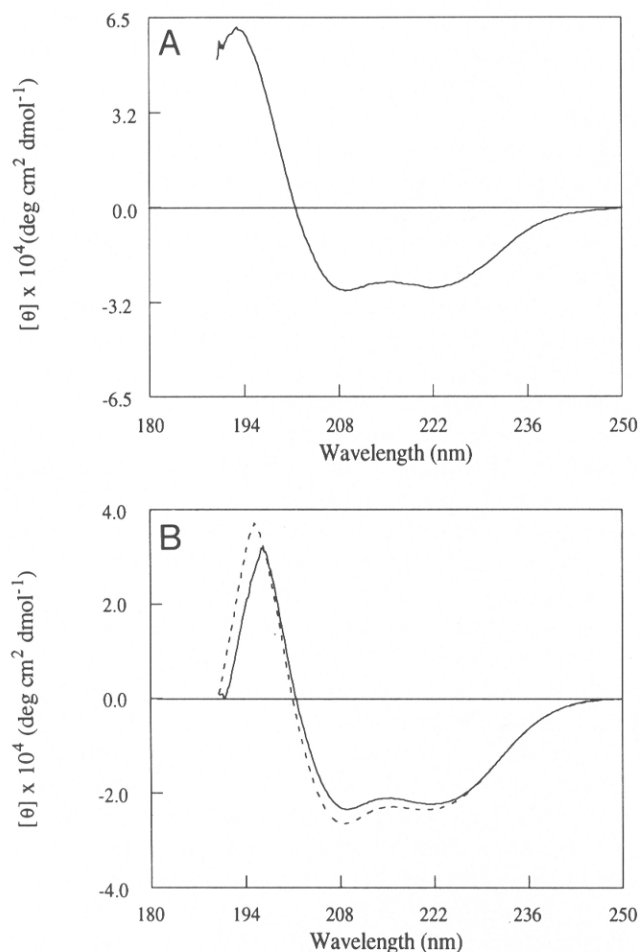 A
6.5
3.2
0.0
-3.2
-6.5
[θ] x 10⁴(deg cm² dmol⁻¹)
180 194 208 222 236 250
Wavelength (nm)
B
4.0
2.0
0.0
-2.0
-4.0
[θ] x 10⁴ (deg cm² dmol⁻¹)
180 194 208 222 236 250
Wavelength (nm)